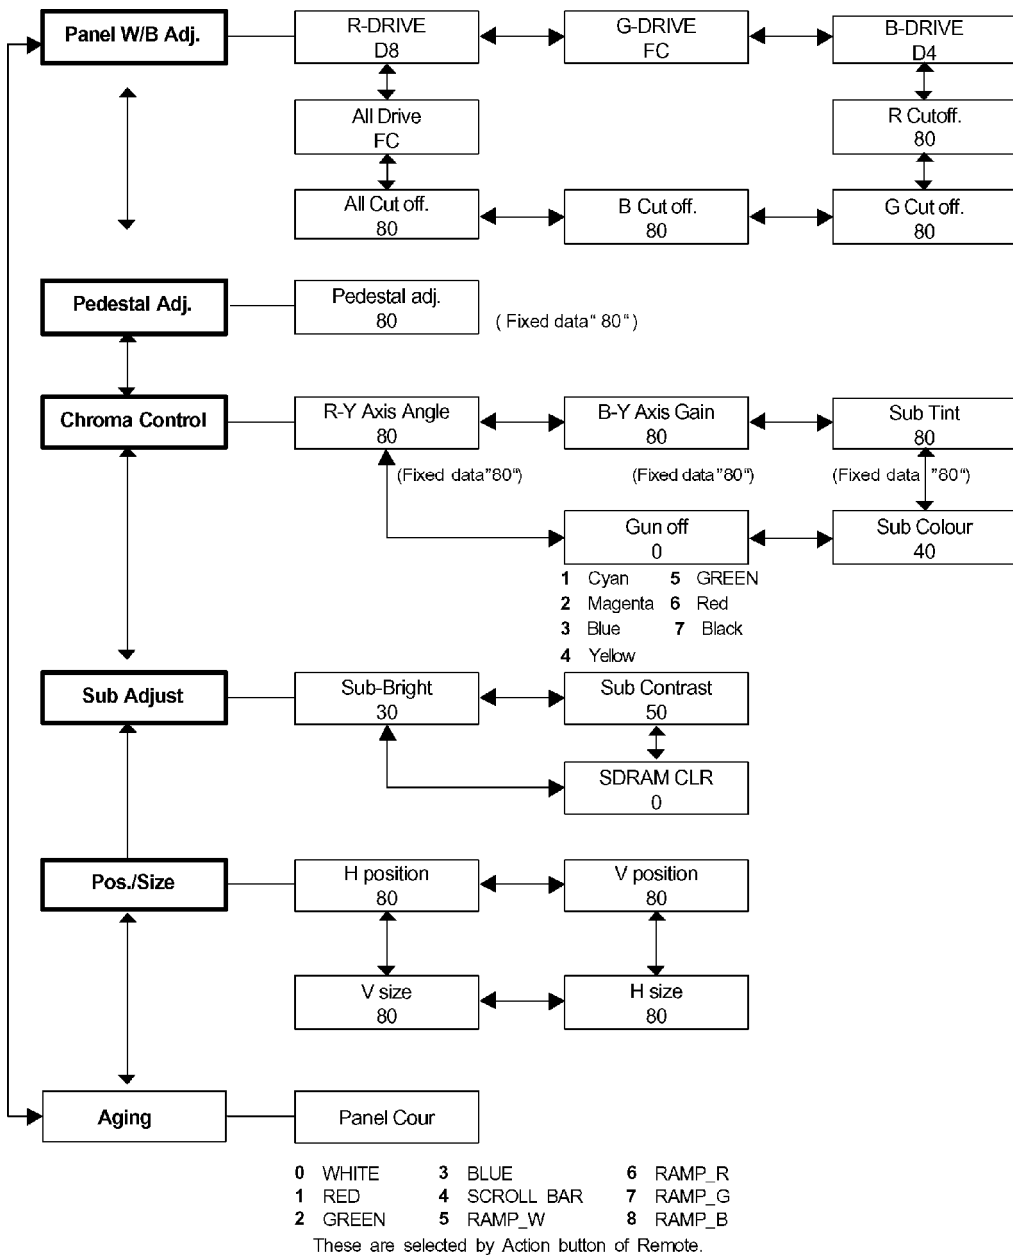 Panel W/B Adj.
R-DRIVE
D8
G-DRIVE
FC
B-DRIVE
D4
All Drive
FC
R Cutoff.
80
All Cut off.
80
B Cut off.
80
G Cut off.
80
Pedestal Adj.
Pedestal adj.
80
( Fixed data" 80" )
Chroma Control
R-Y Axis Angle
80
B-Y Axis Gain
80
Sub Tint
80
(Fixed data"80")
(Fixed data"80")
(Fixed data "80")
Gun off
0
Sub Colour
40
1 Cyan 5 GREEN
2 Magenta 6 Red
3 Blue 7 Black
4 Yellow
Sub Adjust
Sub-Bright
30
Sub Contrast
50
SDRAM CLR
0
Pos./Size
H position
80
V position
80
V size
80
H size
80
Aging
Panel Cour
0 WHITE 3 BLUE 6 RAMP_R
1 RED 4 SCROLL BAR 7 RAMP_G
2 GREEN 5 RAMP_W 8 RAMP_B
These are selected by Action button of Remote.